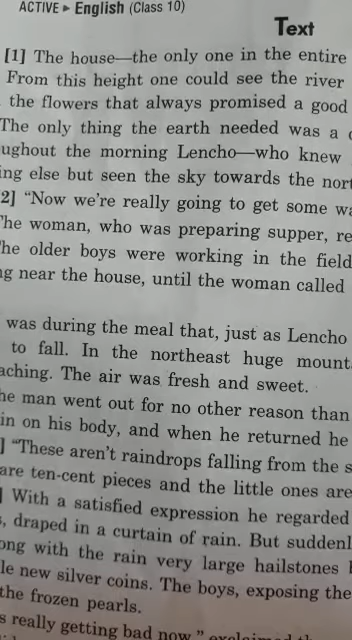 ACTIVE ▸ English (Class 10)
Text
[1] The house—the only one in the entire
From this height one could see the river
the flowers that always promised a good
The only thing the earth needed was a
ughout the morning Lencho—who knew
ing else but seen the sky towards the nort
2] “Now we're really going to get some wa
The woman, who was preparing supper, re
he older boys were working in the field
ng near the house, until the woman called
was during the meal that, just as Lencho
to fall. In the northeast huge mount
aching. The air was fresh and sweet.
he man went out for no other reason than
in on his body, and when he returned he
] “These aren't raindrops falling from the s
are ten-cent pieces and the little ones are
] With a satisfied expression he regarded
s, draped in a curtain of rain. But suddenl
ong with the rain very large hailstones
le new silver coins. The boys, exposing the
the frozen pearls.
s really getting bad now,”